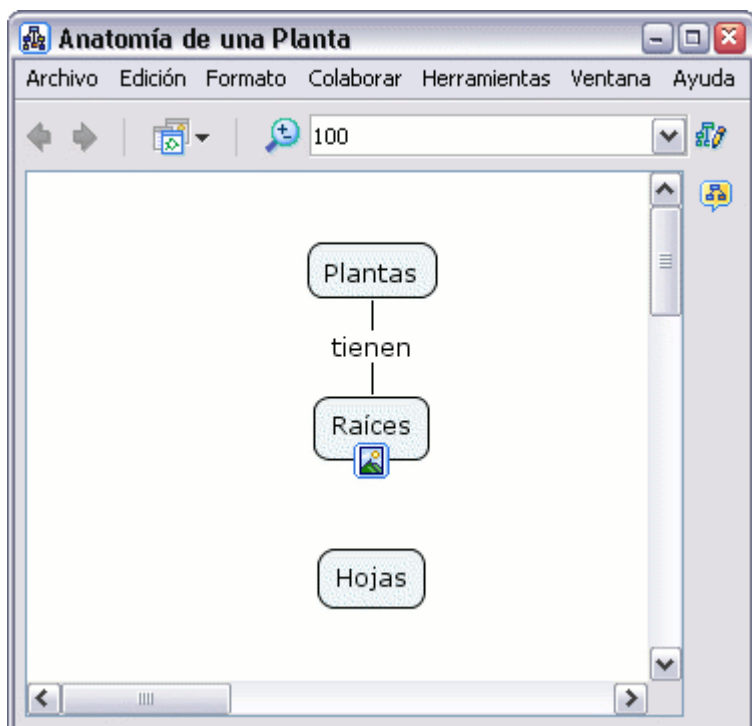 Anatomía de una Planta
Archivo Edición Formato Colaborar Herramientas Ventana Ayuda
100
Plantas
tienen
Raíces
Hojas